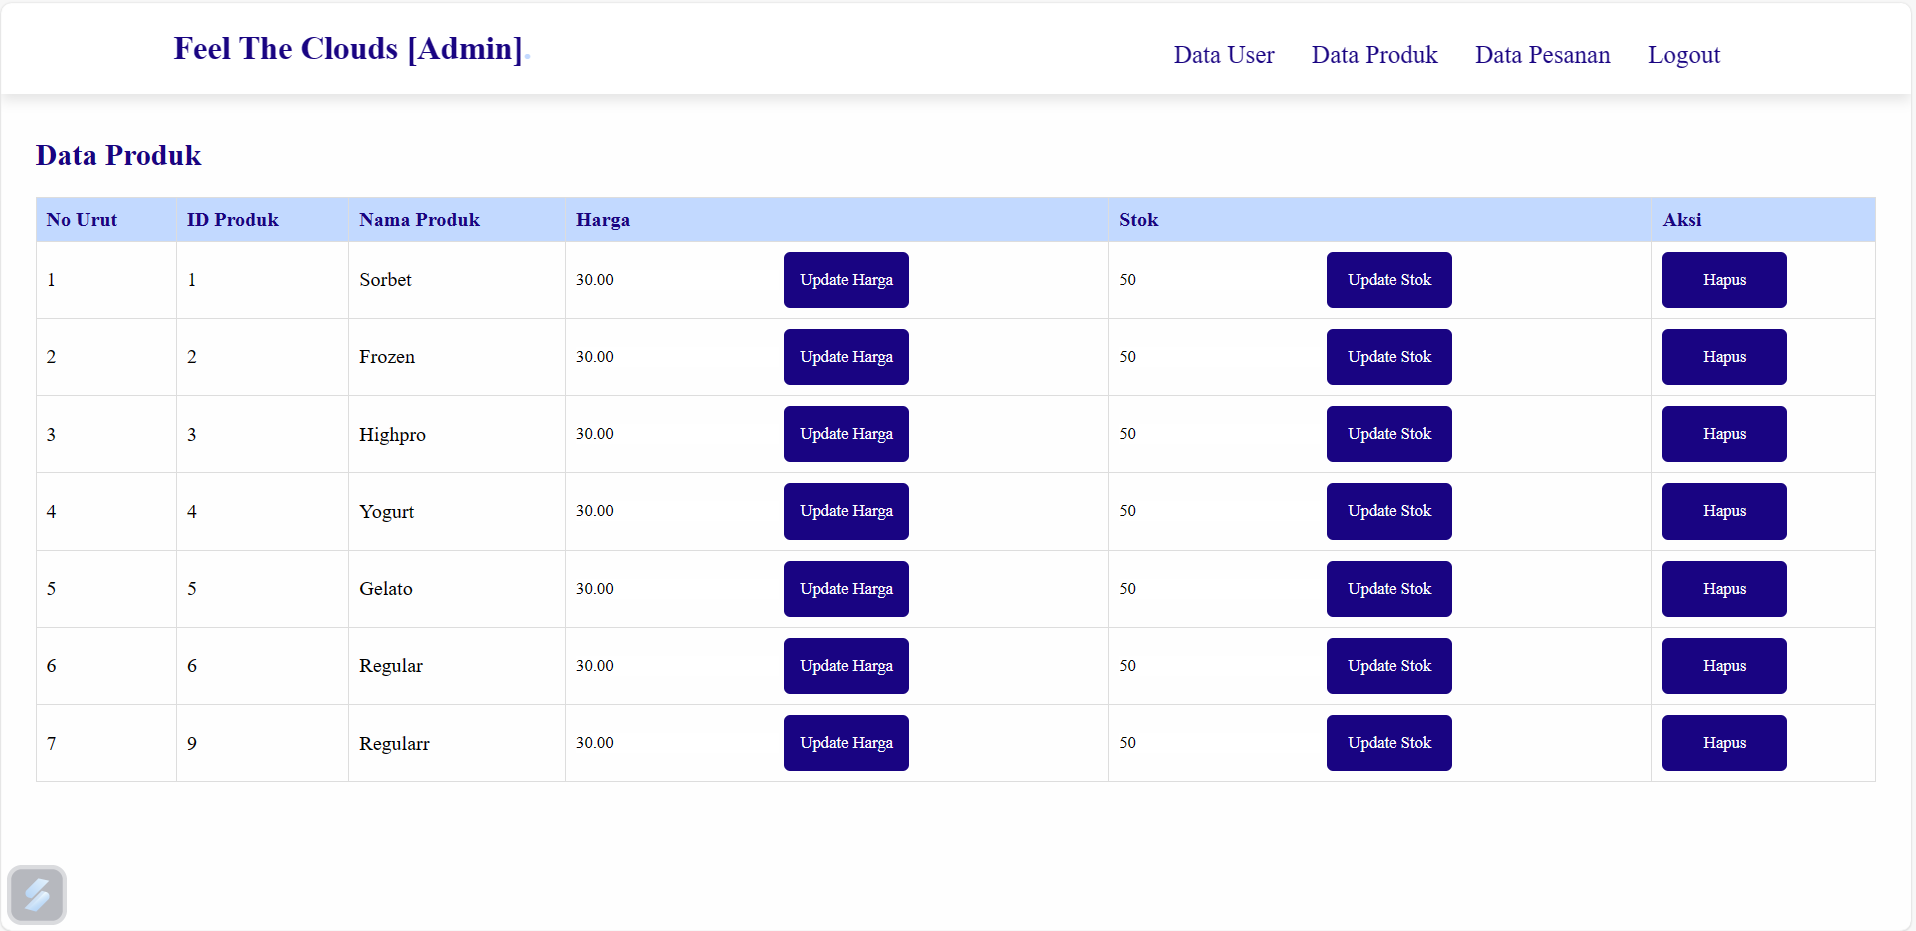 Feel The Clouds [Admin].
Data User Data Produk Data Pesanan Logout
Data Produk
No Urut ID Produk Nama Produk Harga Stok Aksi
1 1 Sorbet 30.00 Update Harga 50 Update Stok Hapus
2 2 Frozen 30.00 Update Harga 50 Update Stok Hapus
3 3 Highpro 30.00 Update Harga 50 Update Stok Hapus
4 4 Yogurt 30.00 Update Harga 50 Update Stok Hapus
5 5 Gelato 30.00 Update Harga 50 Update Stok Hapus
6 6 Regular 30.00 Update Harga 50 Update Stok Hapus
7 9 Regularr 30.00 Update Harga 50 Update Stok Hapus